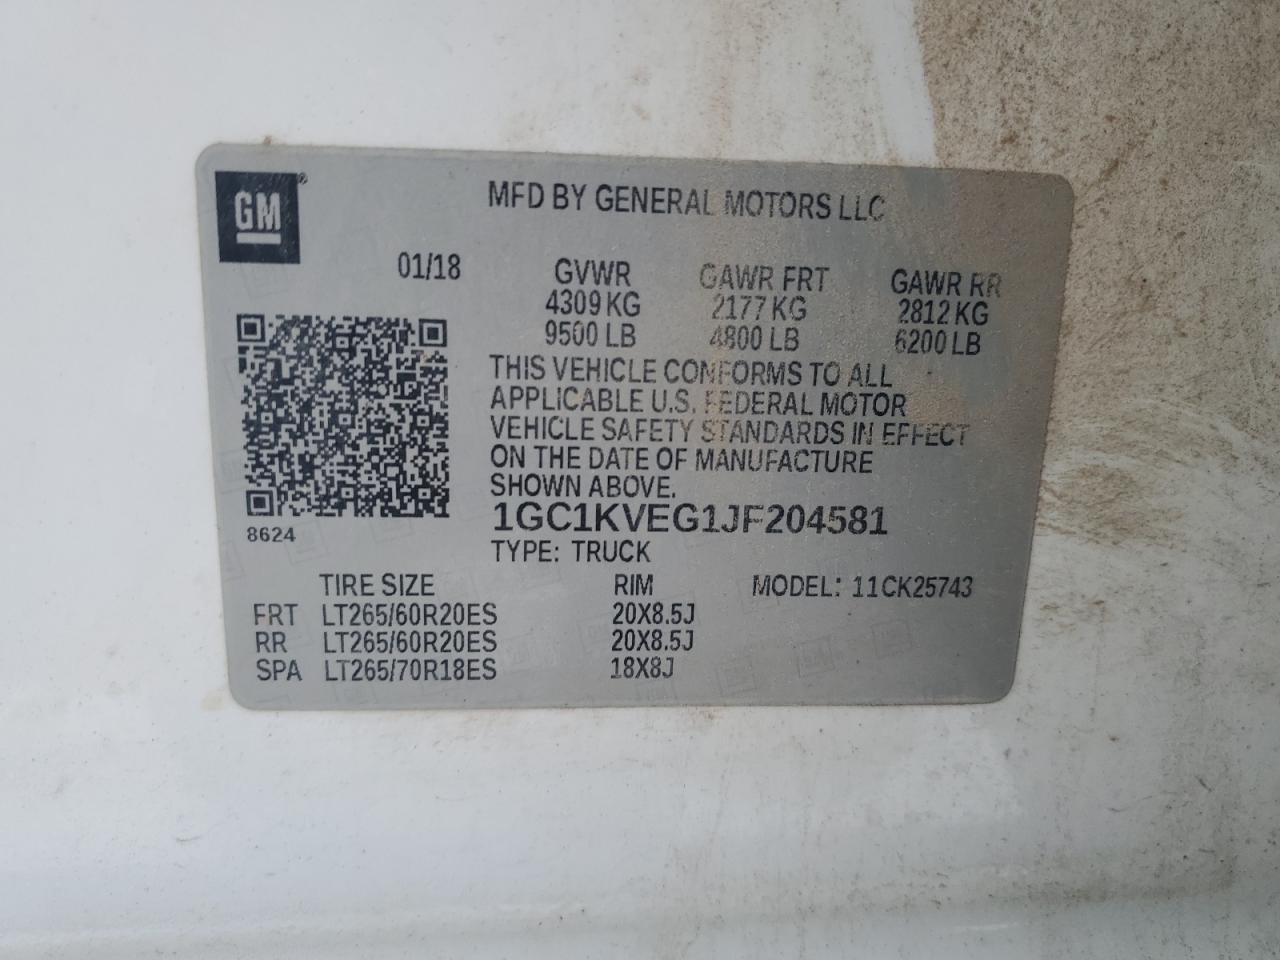 GM®
MFD BY GENERAL MOTORS LLC
01/18
GVWR GAWR FRT GAWR RR
4309 KG 2177 KG 2812 KG
9500 LB 4800 LB 6200 LB
THIS VEHICLE CONFORMS TO ALL
APPLICABLE U.S. FEDERAL MOTOR
VEHICLE SAFETY STANDARDS IN EFFECT
ON THE DATE OF MANUFACTURE
SHOWN ABOVE.
8624
1GC1KVEG1JF204581
TYPE: TRUCK
TIRE SIZE RIM MODEL: 11CK25743
FRT LT265/60R20ES 20X8.5J
RR LT265/60R20ES 20X8.5J
SPA LT265/70R18ES 18X8J